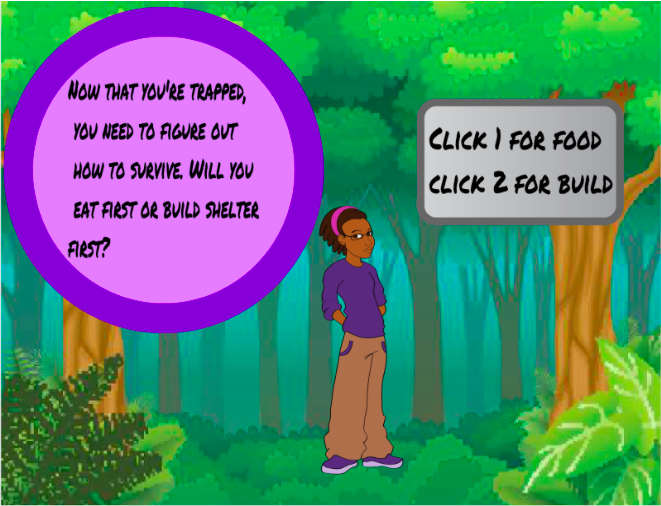 Now that you're trapped,
you need to figure out
how to survive. Will you
eat first or build shelter
first?
Click 1 for food
click 2 for build